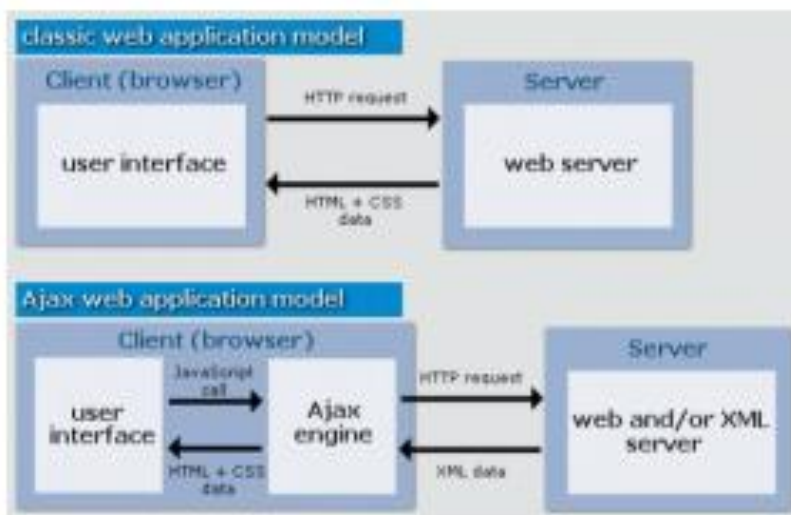 classic web application model
Client (browser)
Server
HTTP request
user interface
web server
HTML + CSS
data
Ajax web application model
Client (browser)
Server
JavaScript
call
HTTP request
user
interface
Ajax
engine
web and/or XML
server
HTML + CSS
data
XML data